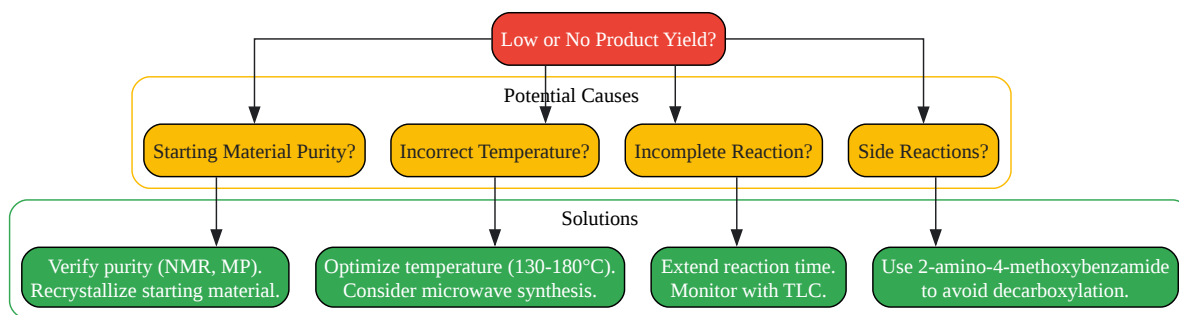 Low or No Product Yield?
Potential Causes
Starting Material Purity?
Incorrect Temperature?
Incomplete Reaction?
Side Reactions?
Solutions
Verify purity (NMR, MP).
Recrystallize starting material.
Optimize temperature (130-180°C).
Consider microwave synthesis.
Extend reaction time.
Monitor with TLC.
Use 2-amino-4-methoxybenzamide
to avoid decarboxylation.